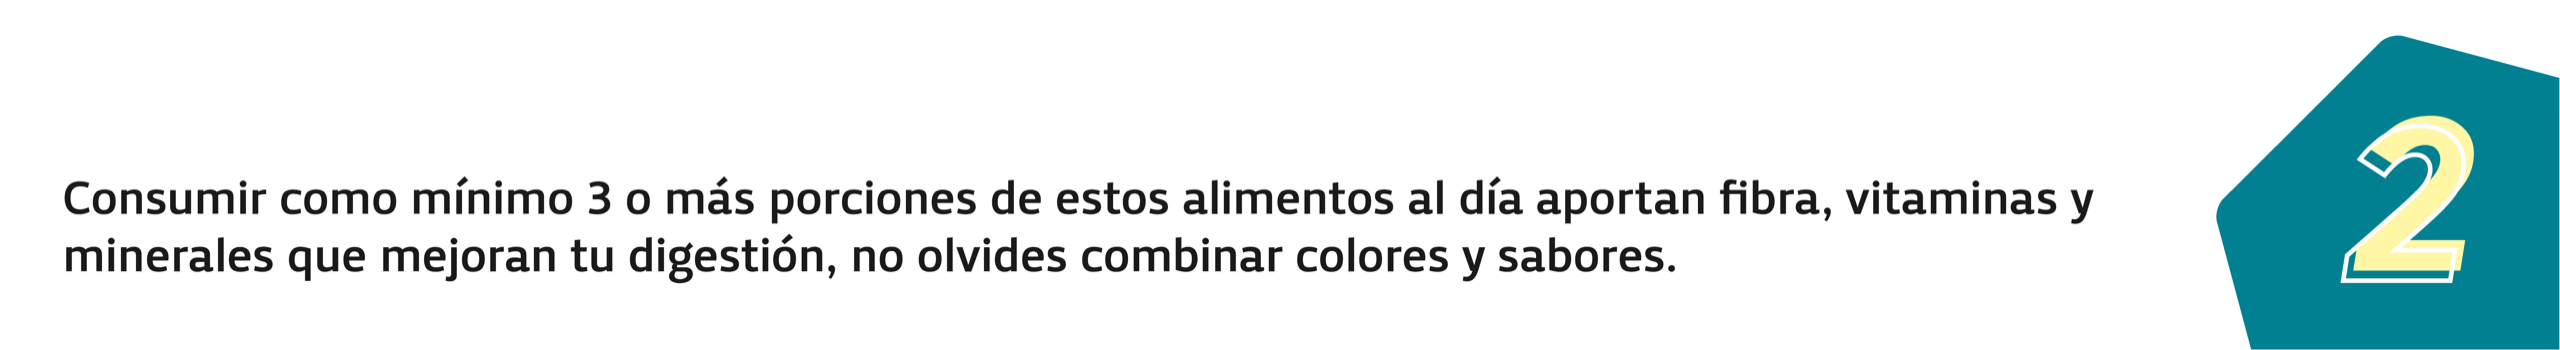 Consumir como mínimo 3 o más porciones de estos alimentos al día aportan fibra, vitaminas y
minerales que mejoran tu digestión, no olvides combinar colores y sabores.
2